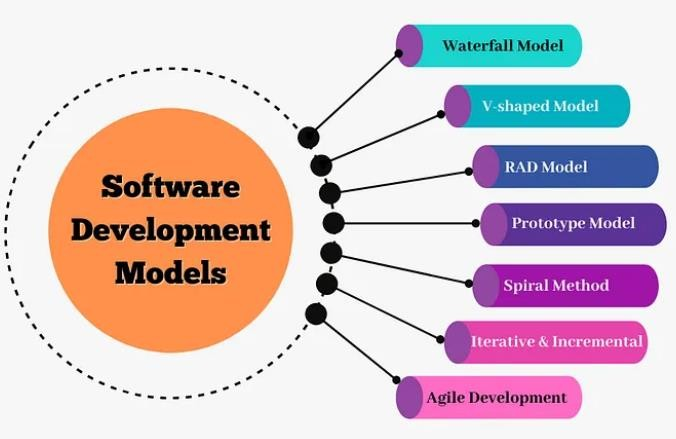 Software
Development
Models
Waterfall Model
V-shaped Model
RAD Model
Prototype Model
Spiral Method
Iterative & Incremental
Agile Development